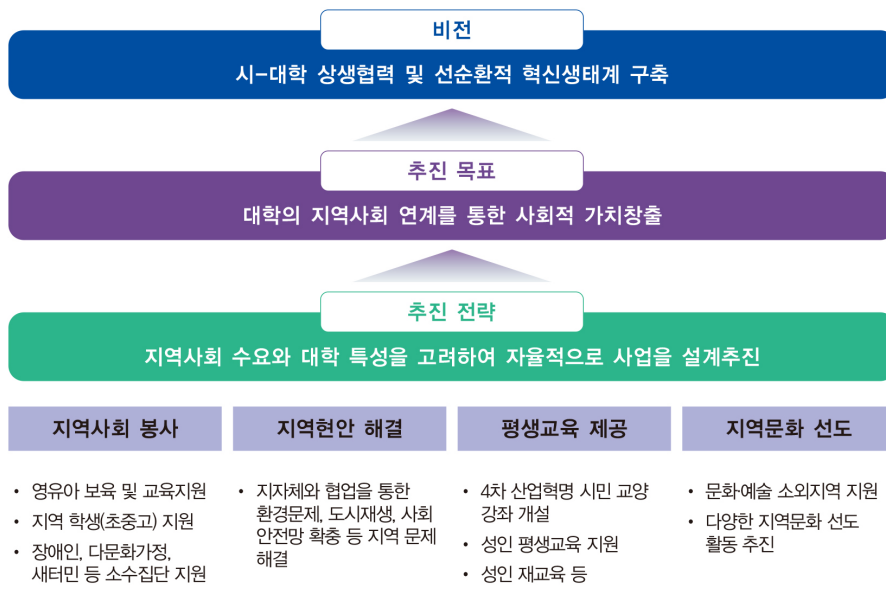 비전
시-대학 상생협력 및 선순환적 혁신생태계 구축
추진 목표
대학의 지역사회 연계를 통한 사회적 가치창출
추진 전략
지역사회 수요와 대학 특성을 고려하여 자율적으로 사업을 설계추진
지역사회 봉사
• 영유아 보육 및 교육지원
• 지역 학생(초중고) 지원
• 장애인, 다문화가정,
새터민 등 소수집단 지원
지역현안 해결
• 지자체와 협업을 통한
환경문제, 도시재생, 사회
안전망 확충 등 지역 문제
해결
평생교육 제공
• 4차 산업혁명 시민 교양
강좌 개설
• 성인 평생교육 지원
• 성인 재교육 등
지역문화 선도
• 문화·예술 소외지역 지원
• 다양한 지역문화 선도
활동 추진